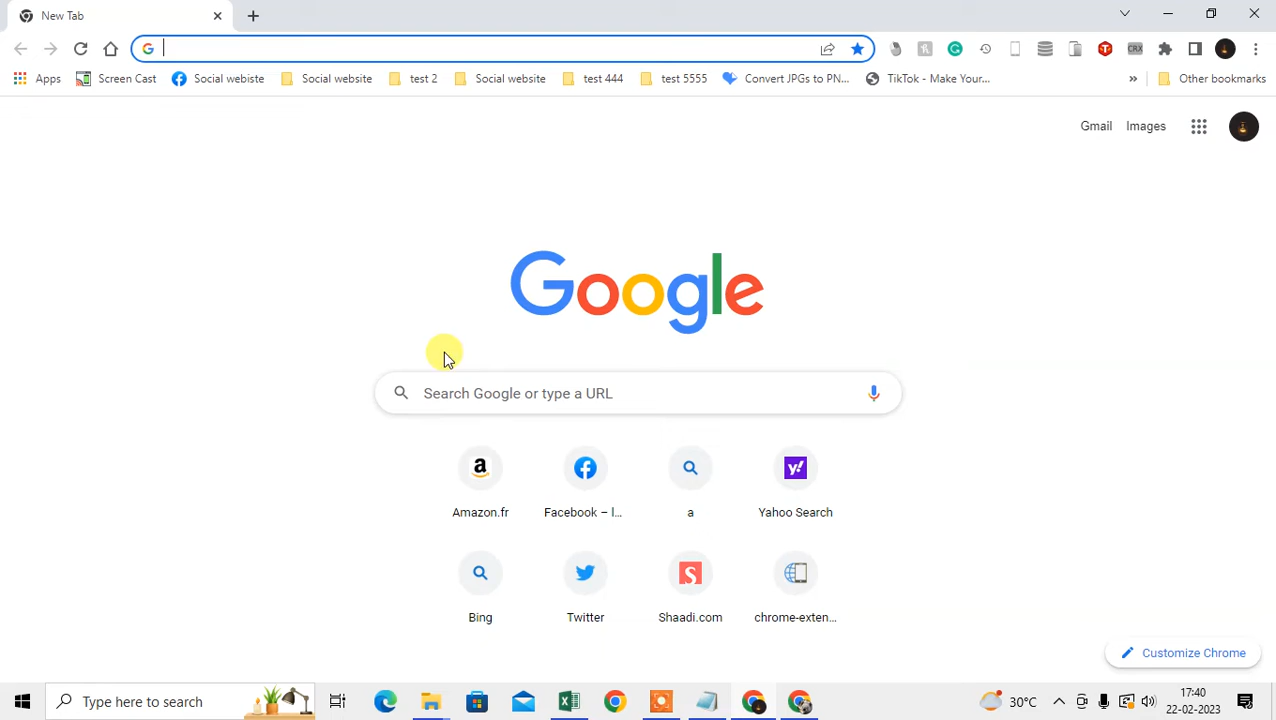 New Tab
Apps Screen Cast Social webiste Social website test 2 Social website test 444 test 5555 Convert JPGs to PN... TikTok - Make Your... » Other bookmarks
CRX
Gmail Images
Google
Search Google or type a URL
Amazon.fr Facebook – l... a Yahoo Search
Bing Twitter Shaadi.com chrome-exten...
Customize Chrome
Type here to search
30°C
17:40
22-02-2023